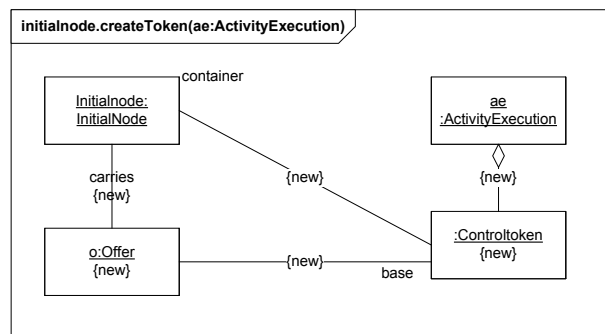 initialnode.createToken(ae:ActivityExecution)
container
Initialnode:
InitialNode
ae
:ActivityExecution
carries
{new}
{new}
{new}
o:Offer
{new}
{new}
base
:Controltoken
{new}